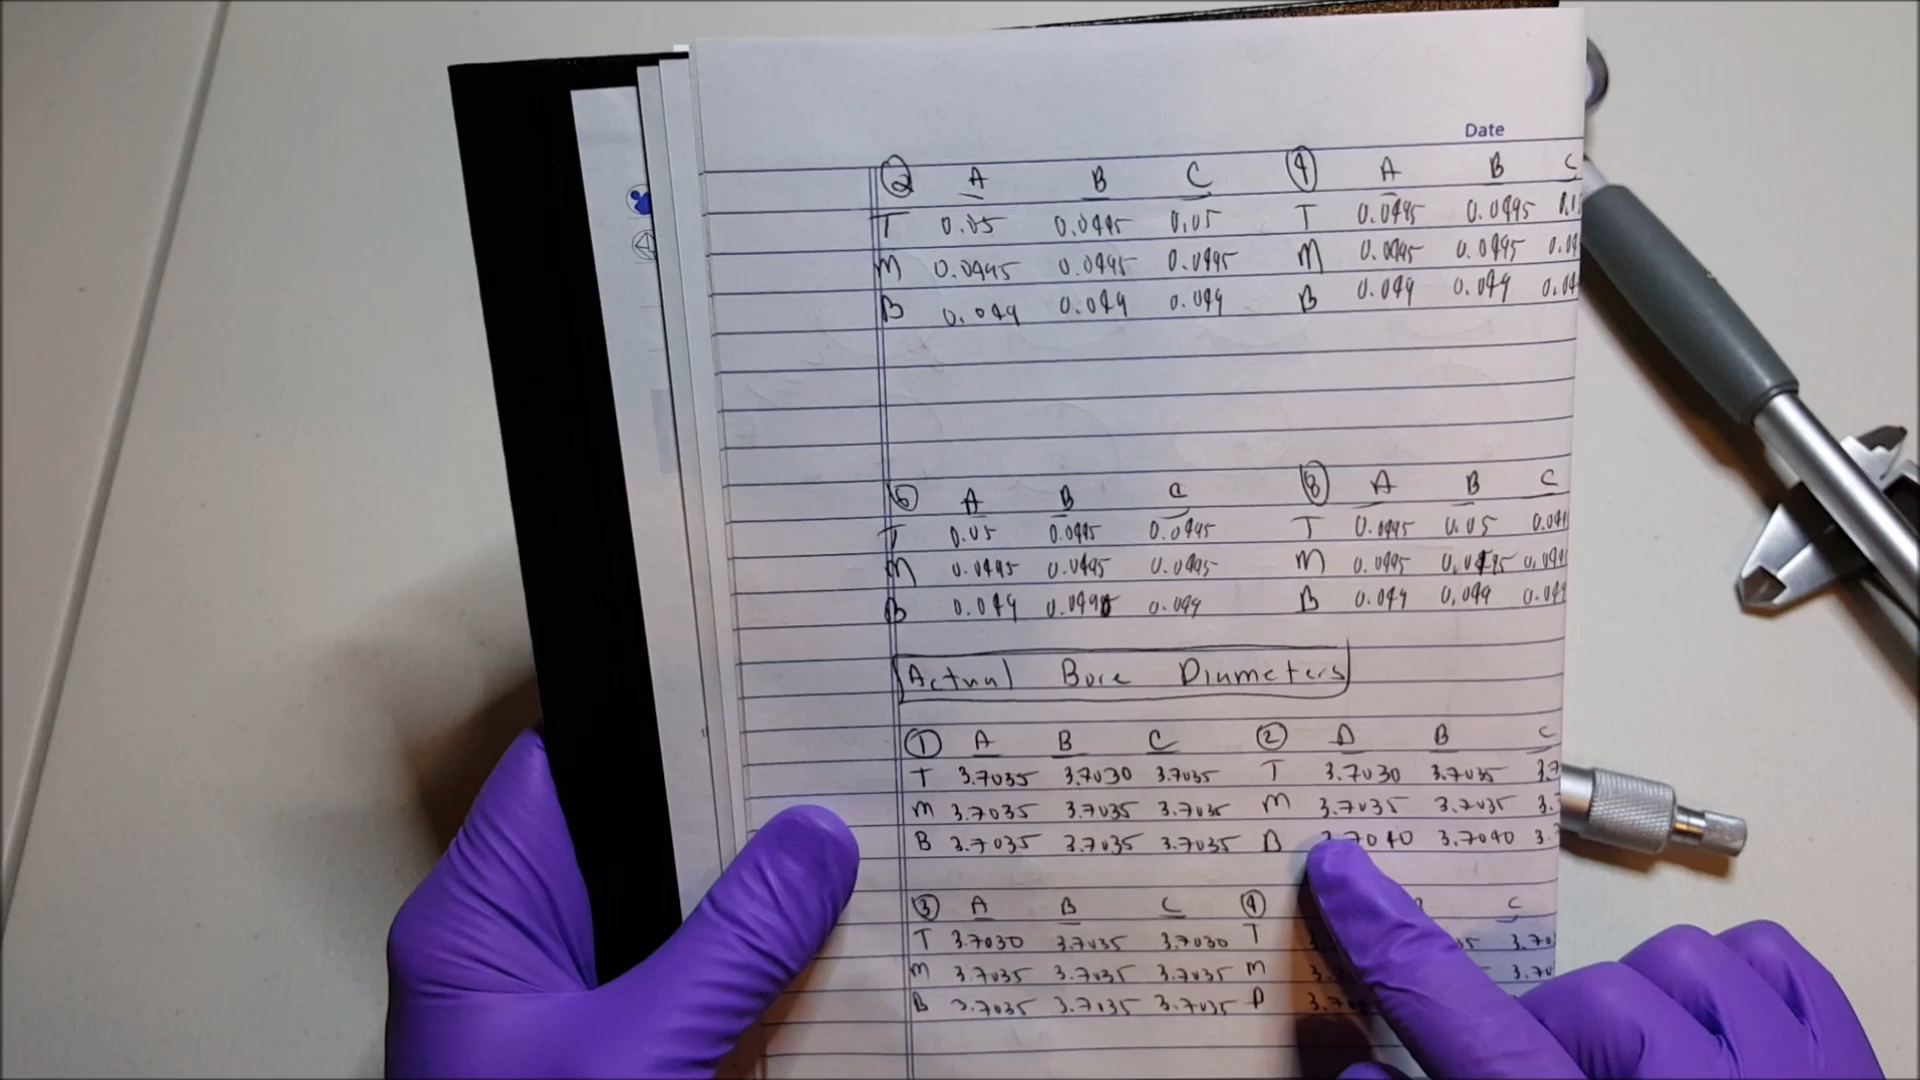 Date
② A B C ④ A B C
T 0.05 0.0495 0.05 T 0.0495 0.0495
M 0.0495 0.0495 0.0495 M 0.0495 0.0495
B 0.049 0.049 0.049 B 0.049 0.049
⑥ A B C ⑧ A B C
T 0.05 0.0495 0.0495 T 0.0495 0.05
M 0.0495 0.0495 0.0495 M 0.0495 0.0495
B 0.049 0.049 B 0.049 0.049
Actual Bore Diameters
① A B C ② A B C
T 3.7035 3.7030 3.7035 T 3.7030 3.7035
M 3.7035 3.7035 3.7035 M 3.7035 3.7035
B 3.7035 3.7035 3.7035 B 3.7040 3.7040
③ A B C ④ C
T 3.7030 3.7035 3.7030 T
M 3.7035 3.7035 3.7035 M
B 3.7035 3.7035 3.7035 B